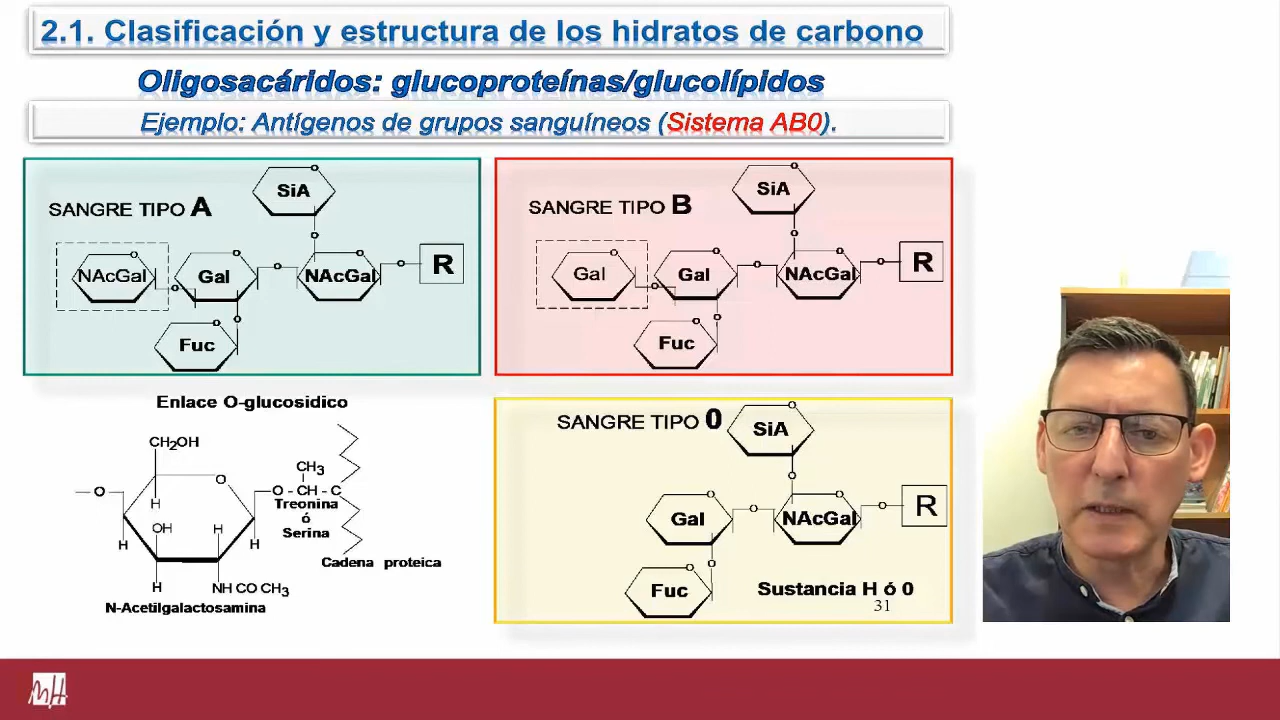 2.1. Clasificación y estructura de los hidratos de carbono
Oligosacáridos: glucoproteínas/glucolípidos
Ejemplo: Antígenos de grupos sanguíneos (Sistema AB0).
SANGRE TIPO A
SiA
O
O
NAcGal
O
Gal
O
O
NAcGal
O
O
R
O
O
Fuc
O
SANGRE TIPO B
SiA
O
O
Gal
O
Gal
O
O
NAcGal
O
O
R
O
O
Fuc
O
Enlace O-glucosidico
CH2OH
O
CH3
O
O - CH - C
H
Treonina
ó
Serina
OH
H
H
H
Cadena proteica
H
NH CO CH3
N-Acetilgalactosamina
SANGRE TIPO 0
SiA
O
O
Gal
O
O
NAcGal
O
O
R
O
Fuc
O
Sustancia H ó 0
31
MH